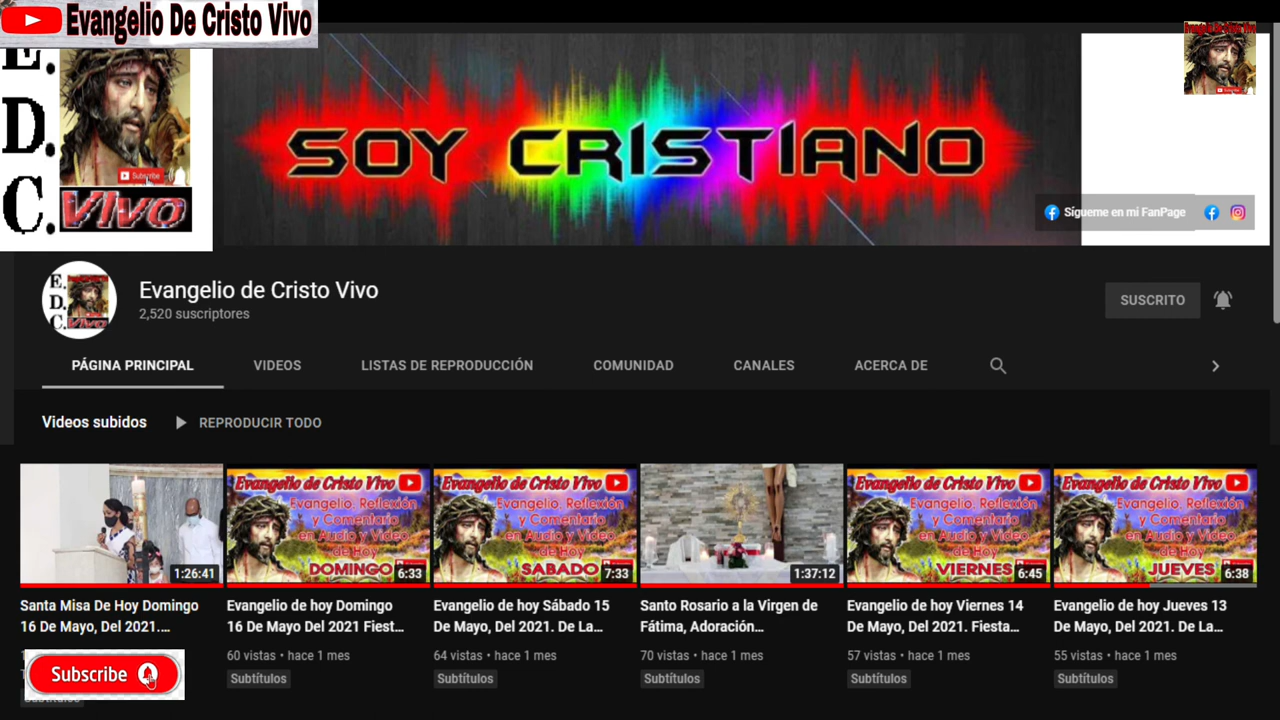 Evangelio De Cristo Vivo
E.
D.
C.
Vivo
Subscribe
SOY CRISTIANO
Evangelio de Cristo Vivo
Sígueme en mi FanPage
E.
D.
C.
Vivo
Evangelio de Cristo Vivo
2,520 suscriptores
SUSCRITO
PÁGINA PRINCIPAL VIDEOS LISTAS DE REPRODUCCIÓN COMUNIDAD CANALES ACERCA DE
Videos subidos REPRODUCIR TODO
1:26:41
Santa Misa De Hoy Domingo
16 De Mayo, Del 2021....
Subscribe
Subtítulos
Evangelio de Cristo Vivo
Evangelio, Reflexión
y Comentario
en Audio y Video
de Hoy
DOMINGO 6:33
Evangelio de hoy Domingo
16 De Mayo Del 2021 Fiest...
60 vistas • hace 1 mes
Subtítulos
Evangelio de Cristo Vivo
Evangelio, Reflexión
y Comentario
en Audio y Video
de Hoy
SABADO 7:33
Evangelio de hoy Sábado 15
De Mayo, Del 2021. De La...
64 vistas • hace 1 mes
Subtítulos
1:37:12
Santo Rosario a la Virgen de
Fátima, Adoración...
70 vistas • hace 1 mes
Subtítulos
Evangelio de Cristo Vivo
Evangelio, Reflexión
y Comentario
en Audio y Video
de Hoy
VIERNES 6:45
Evangelio de hoy Viernes 14
De Mayo, Del 2021. Fiesta...
57 vistas • hace 1 mes
Subtítulos
Evangelio de Cristo Vivo
Evangelio, Reflexión
y Comentario
en Audio y Video
de Hoy
JUEVES 6:38
Evangelio de hoy Jueves 13
De Mayo, Del 2021. De La...
55 vistas • hace 1 mes
Subtítulos